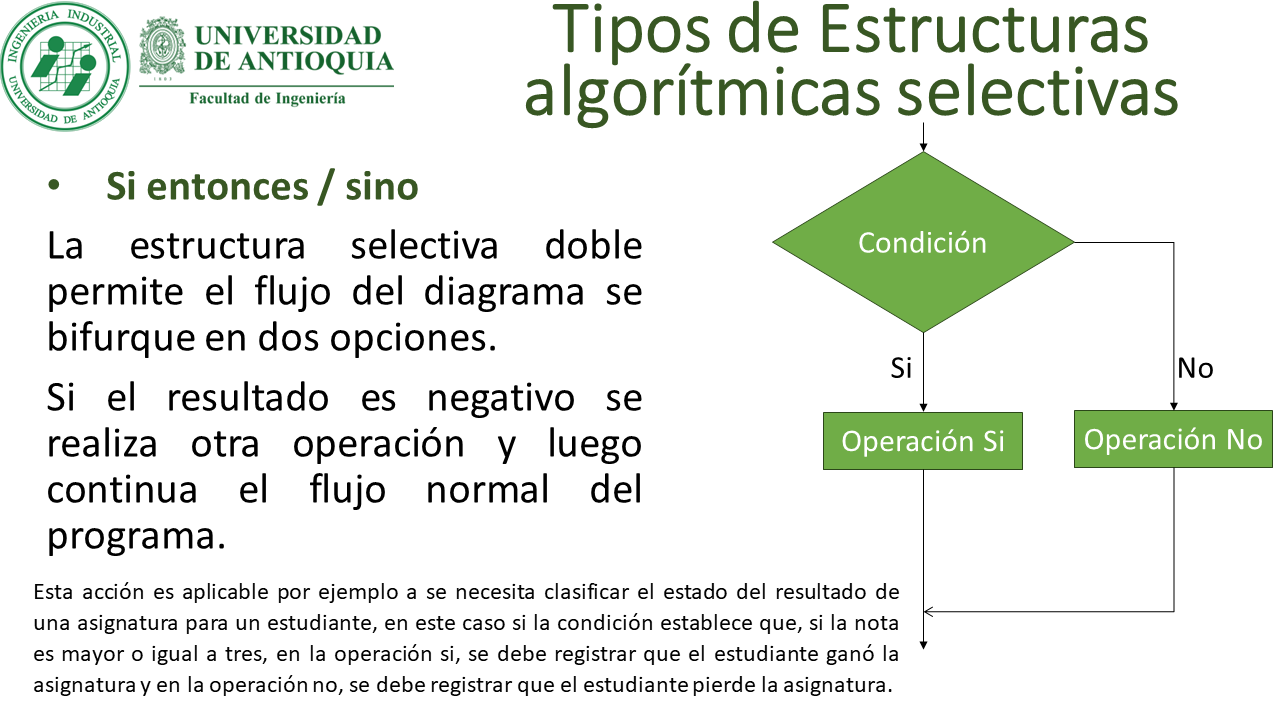 INGENIERIA INDUSTRIAL
UNIVERSIDAD DE ANTIOQUIA
UNIVERSIDAD
DE ANTIOQUIA
1803
Facultad de Ingeniería
Tipos de Estructuras
algorítmicas selectivas
• Si entonces / sino
La estructura selectiva doble
permite el flujo del diagrama se
bifurque en dos opciones.
Si el resultado es negativo se
realiza otra operación y luego
continua el flujo normal del
programa.
Esta acción es aplicable por ejemplo a se necesita clasificar el estado del resultado de
una asignatura para un estudiante, en este caso si la condición establece que, si la nota
es mayor o igual a tres, en la operación si, se debe registrar que el estudiante ganó la
asignatura y en la operación no, se debe registrar que el estudiante pierde la asignatura.
Condición
Si
No
Operación Si
Operación No